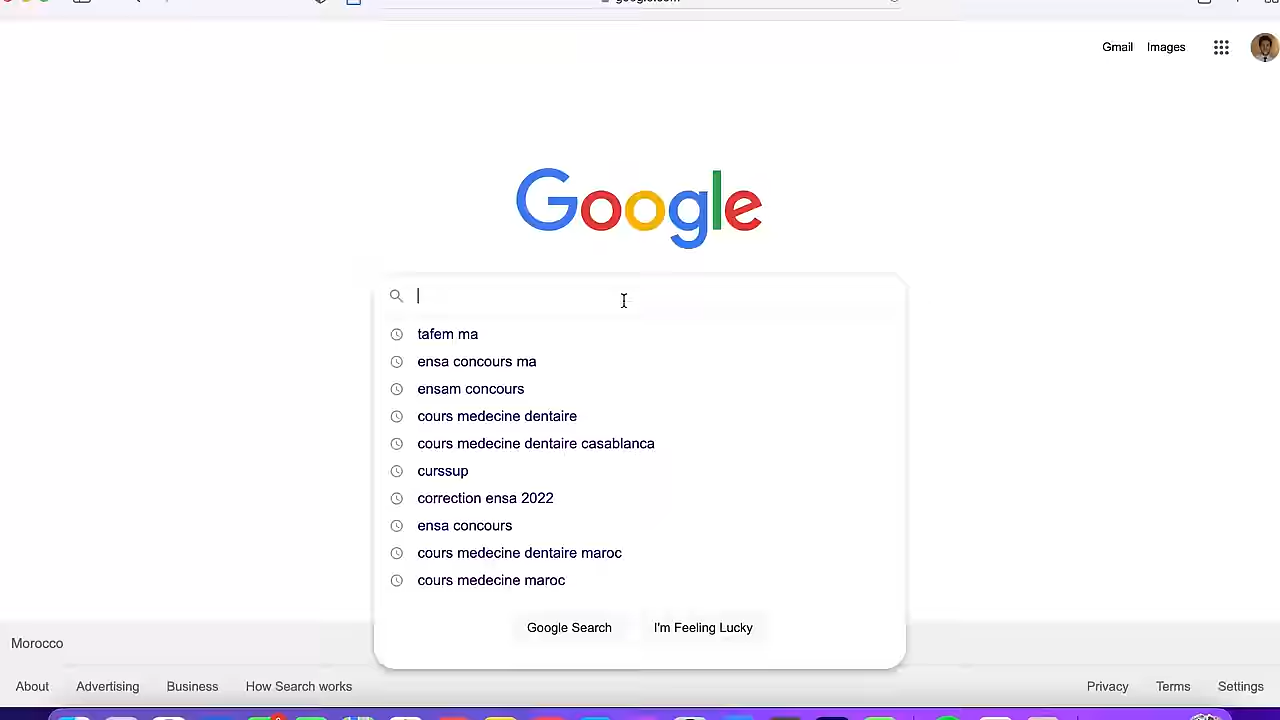 google.com
Gmail Images
Google
tafem ma
ensa concours ma
ensam concours
cours medecine dentaire
cours medecine dentaire casablanca
curssup
correction ensa 2022
ensa concours
cours medecine dentaire maroc
cours medecine maroc
Google Search I'm Feeling Lucky
Morocco
About Advertising Business How Search works Privacy Terms Settings